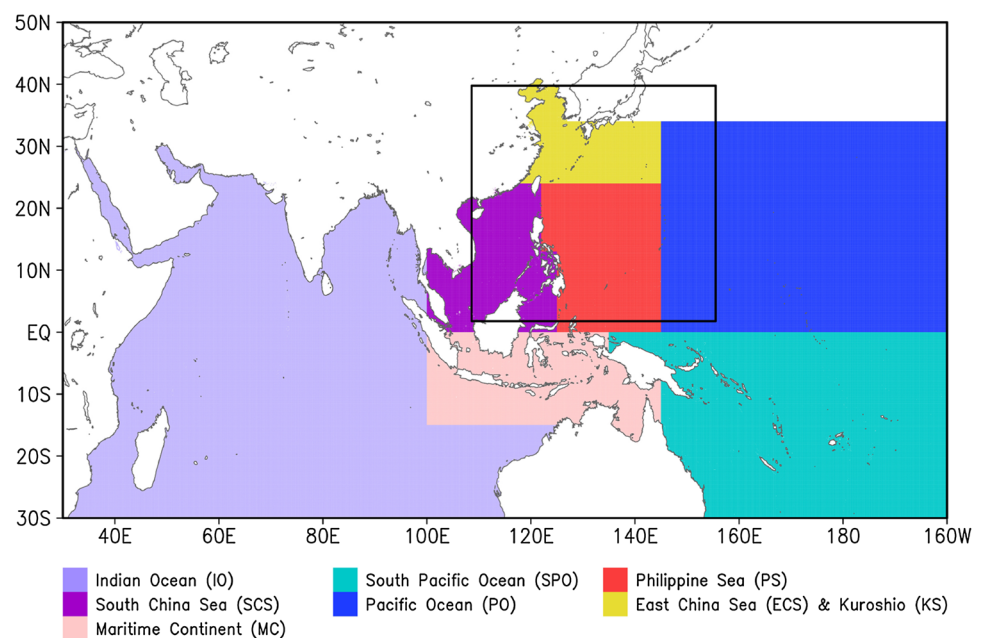 50N
40N
30N
20N
10N
EQ
10S
20S
30S
40E 60E 80E 100E 120E 140E 160E 180 160W
Indian Ocean (IO) South Pacific Ocean (SPO) Philippine Sea (PS)
South China Sea (SCS) Pacific Ocean (PO) East China Sea (ECS) & Kuroshio (KS)
Maritime Continent (MC)